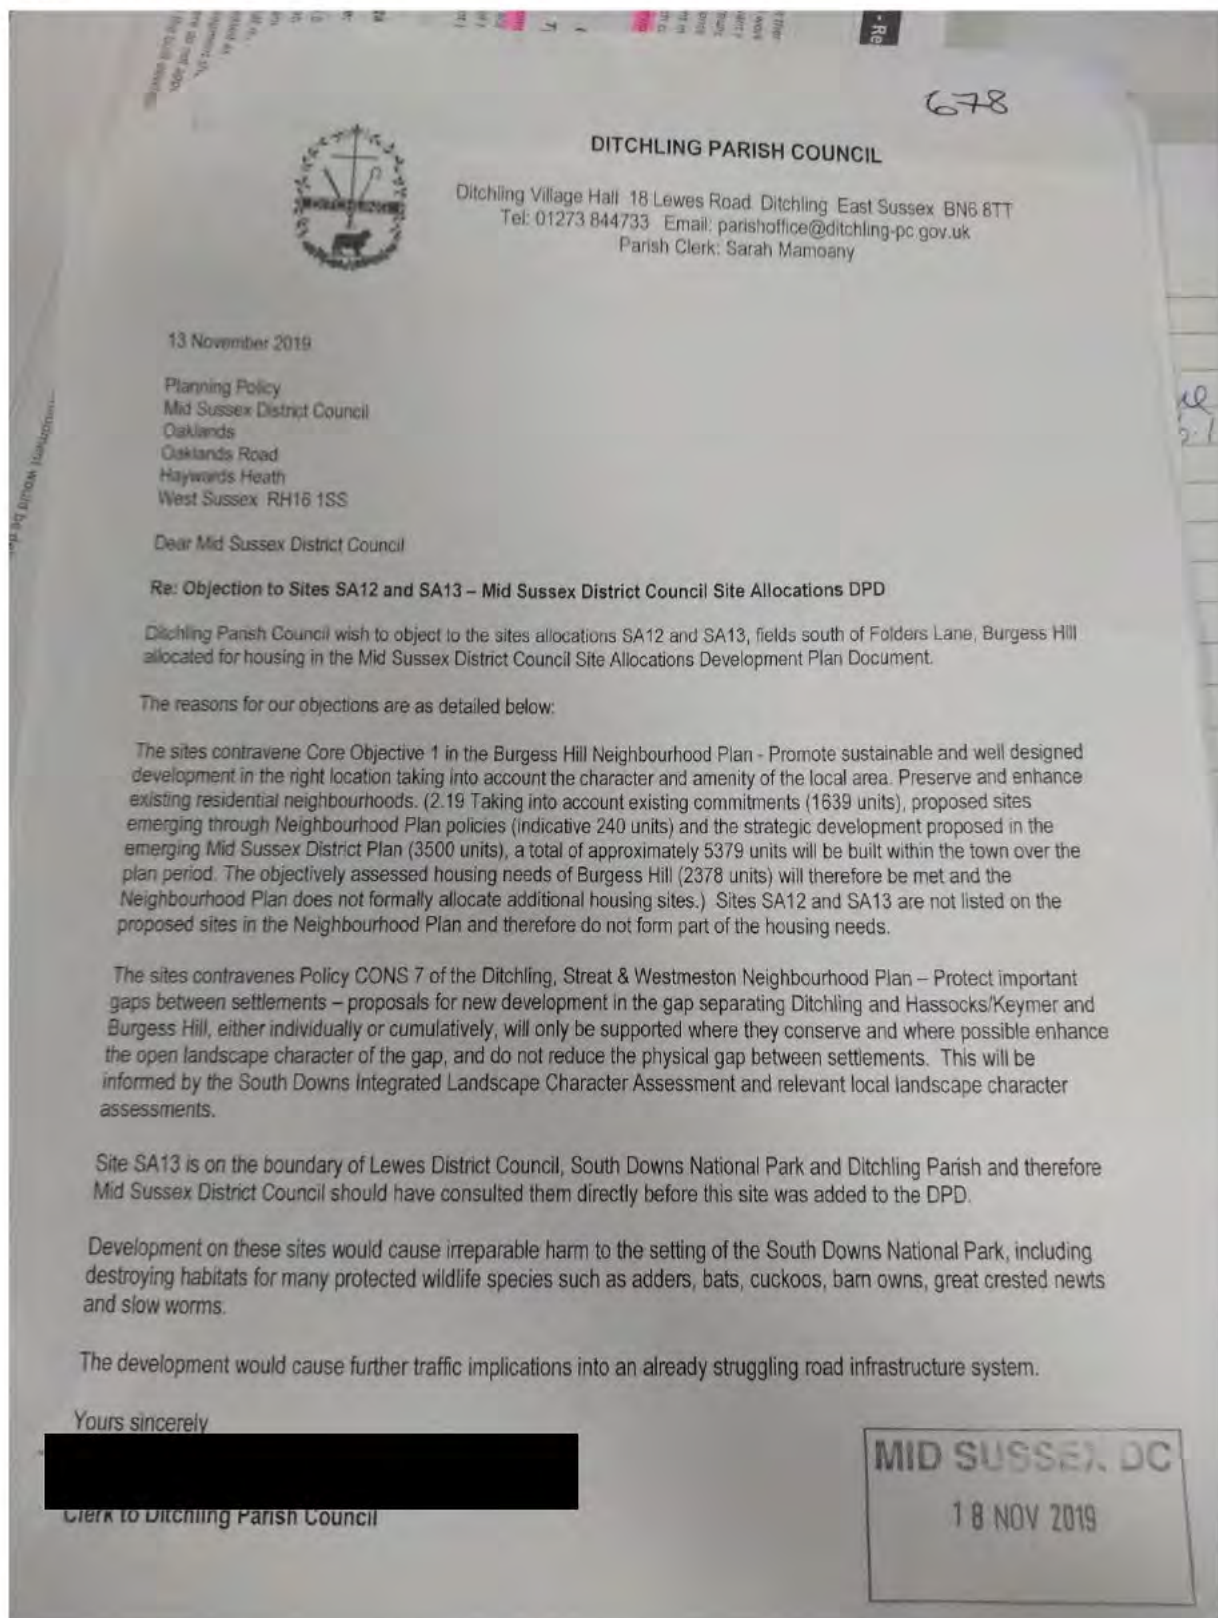 678
- Re
DITCHLING PARISH COUNCIL
Ditchling Village Hall 18 Lewes Road Ditchling East Sussex BN6 8TT
Tel: 01273 844733 Email: parishoffice@ditchling-pc.gov.uk
Parish Clerk: Sarah Mamoany
13 November 2019
Planning Policy
Mid Sussex District Council
Oaklands
Oaklands Road
Haywards Heath
West Sussex RH16 1SS
Dear Mid Sussex District Council
Re: Objection to Sites SA12 and SA13 – Mid Sussex District Council Site Allocations DPD
Ditchling Parish Council wish to object to the sites allocations SA12 and SA13, fields south of Folders Lane, Burgess Hill
allocated for housing in the Mid Sussex District Council Site Allocations Development Plan Document.
The reasons for our objections are as detailed below:
The sites contravene Core Objective 1 in the Burgess Hill Neighbourhood Plan - Promote sustainable and well designed
development in the right location taking into account the character and amenity of the local area. Preserve and enhance
existing residential neighbourhoods. (2.19 Taking into account existing commitments (1639 units), proposed sites
emerging through Neighbourhood Plan policies (indicative 240 units) and the strategic development proposed in the
emerging Mid Sussex District Plan (3500 units), a total of approximately 5379 units will be built within the town over the
plan period. The objectively assessed housing needs of Burgess Hill (2378 units) will therefore be met and the
Neighbourhood Plan does not formally allocate additional housing sites.) Sites SA12 and SA13 are not listed on the
proposed sites in the Neighbourhood Plan and therefore do not form part of the housing needs.
The sites contravenes Policy CONS 7 of the Ditchling, Streat & Westmeston Neighbourhood Plan – Protect important
gaps between settlements – proposals for new development in the gap separating Ditchling and Hassocks/Keymer and
Burgess Hill, either individually or cumulatively, will only be supported where they conserve and where possible enhance
the open landscape character of the gap, and do not reduce the physical gap between settlements. This will be
informed by the South Downs Integrated Landscape Character Assessment and relevant local landscape character
assessments.
Site SA13 is on the boundary of Lewes District Council, South Downs National Park and Ditchling Parish and therefore
Mid Sussex District Council should have consulted them directly before this site was added to the DPD.
Development on these sites would cause irreparable harm to the setting of the South Downs National Park, including
destroying habitats for many protected wildlife species such as adders, bats, cuckoos, barn owns, great crested newts
and slow worms.
The development would cause further traffic implications into an already struggling road infrastructure system.
Yours sincerely
Clerk to Ditchling Parish Council
MID SUSSEX DC
18 NOV 2019